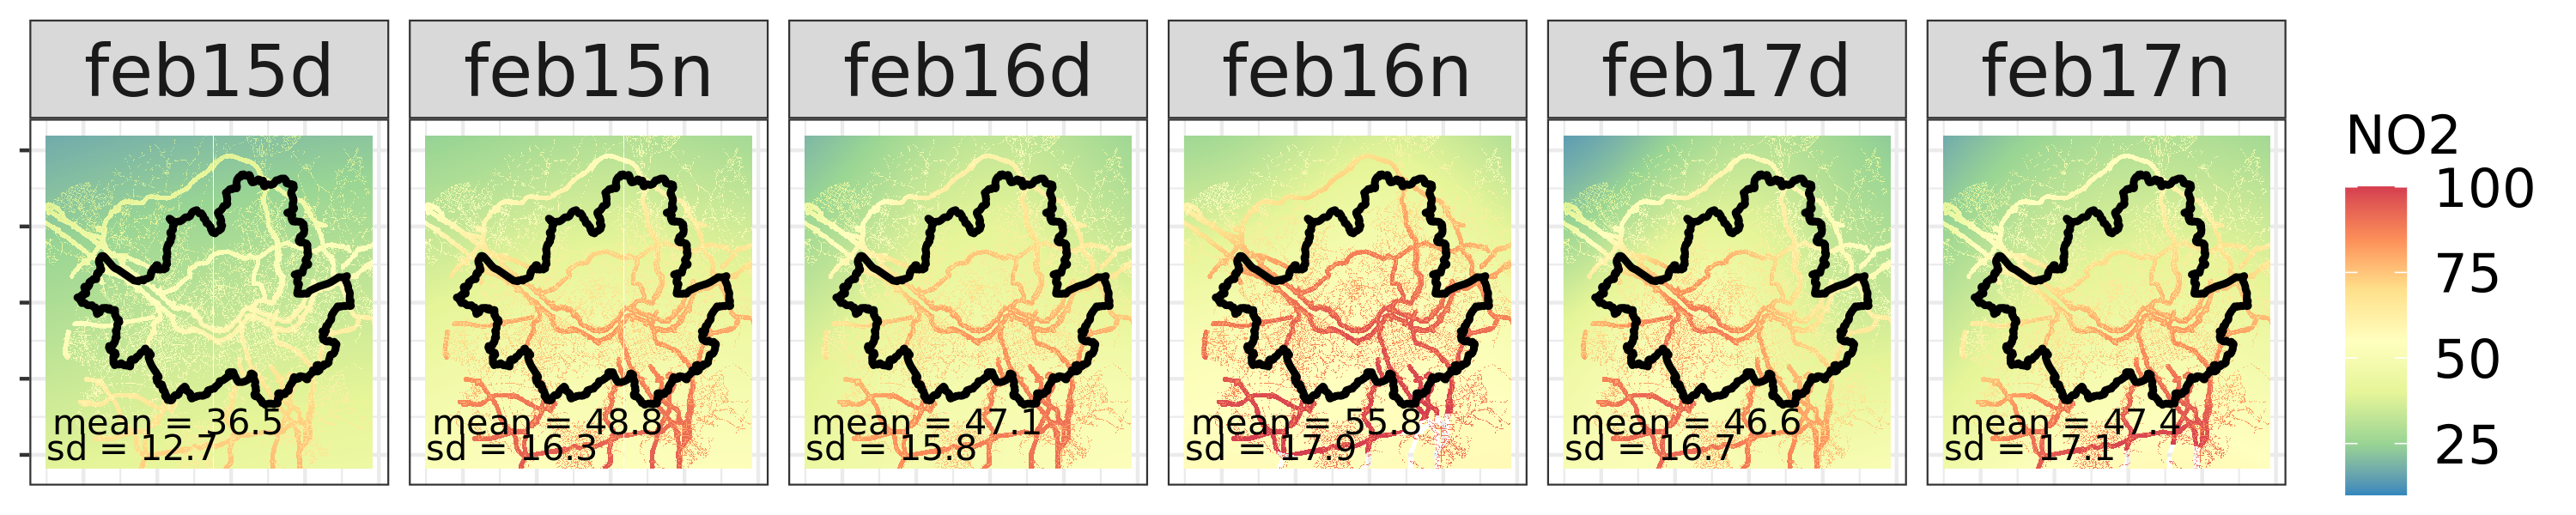 feb15d feb15n feb16d feb16n feb17d feb17n
mean = 36.5
sd = 12.7
mean = 48.8
sd = 16.3
mean = 47.1
sd = 15.8
mean = 55.8
sd = 17.9
mean = 46.6
sd = 16.7
mean = 47.4
sd = 17.1
NO2
100
75
50
25